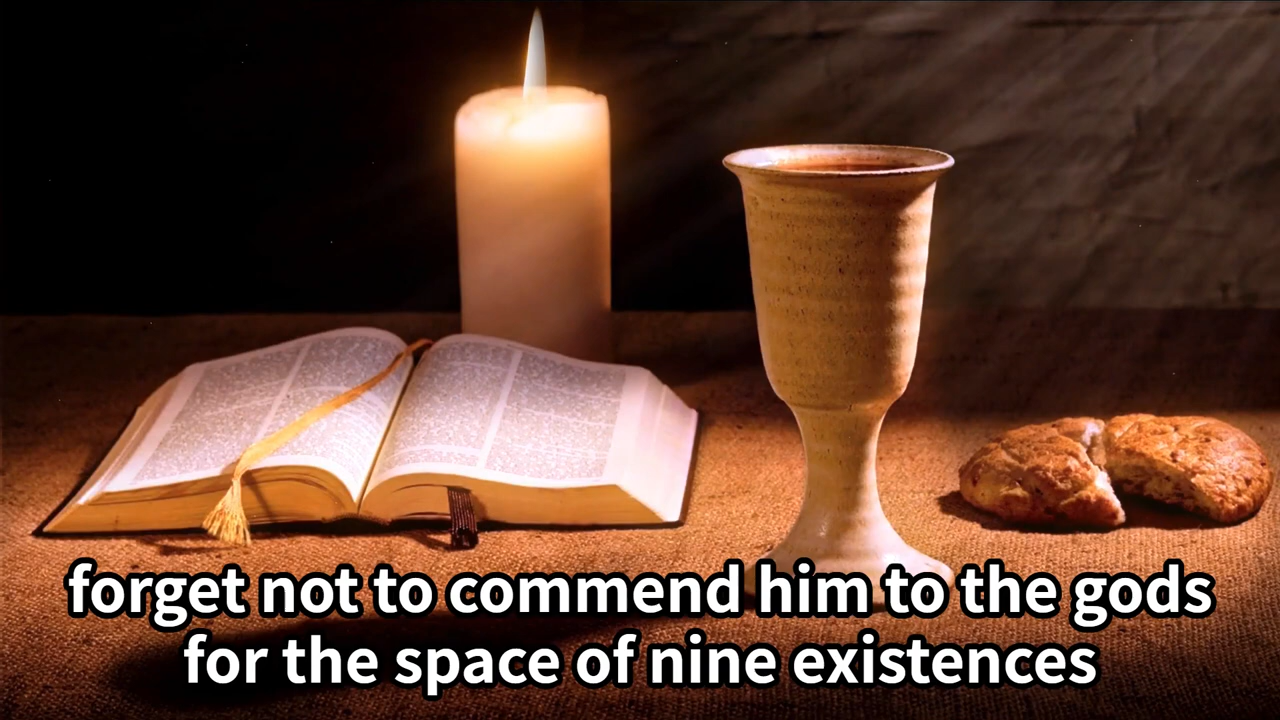 forget not to commend him to the gods
for the space of nine existences